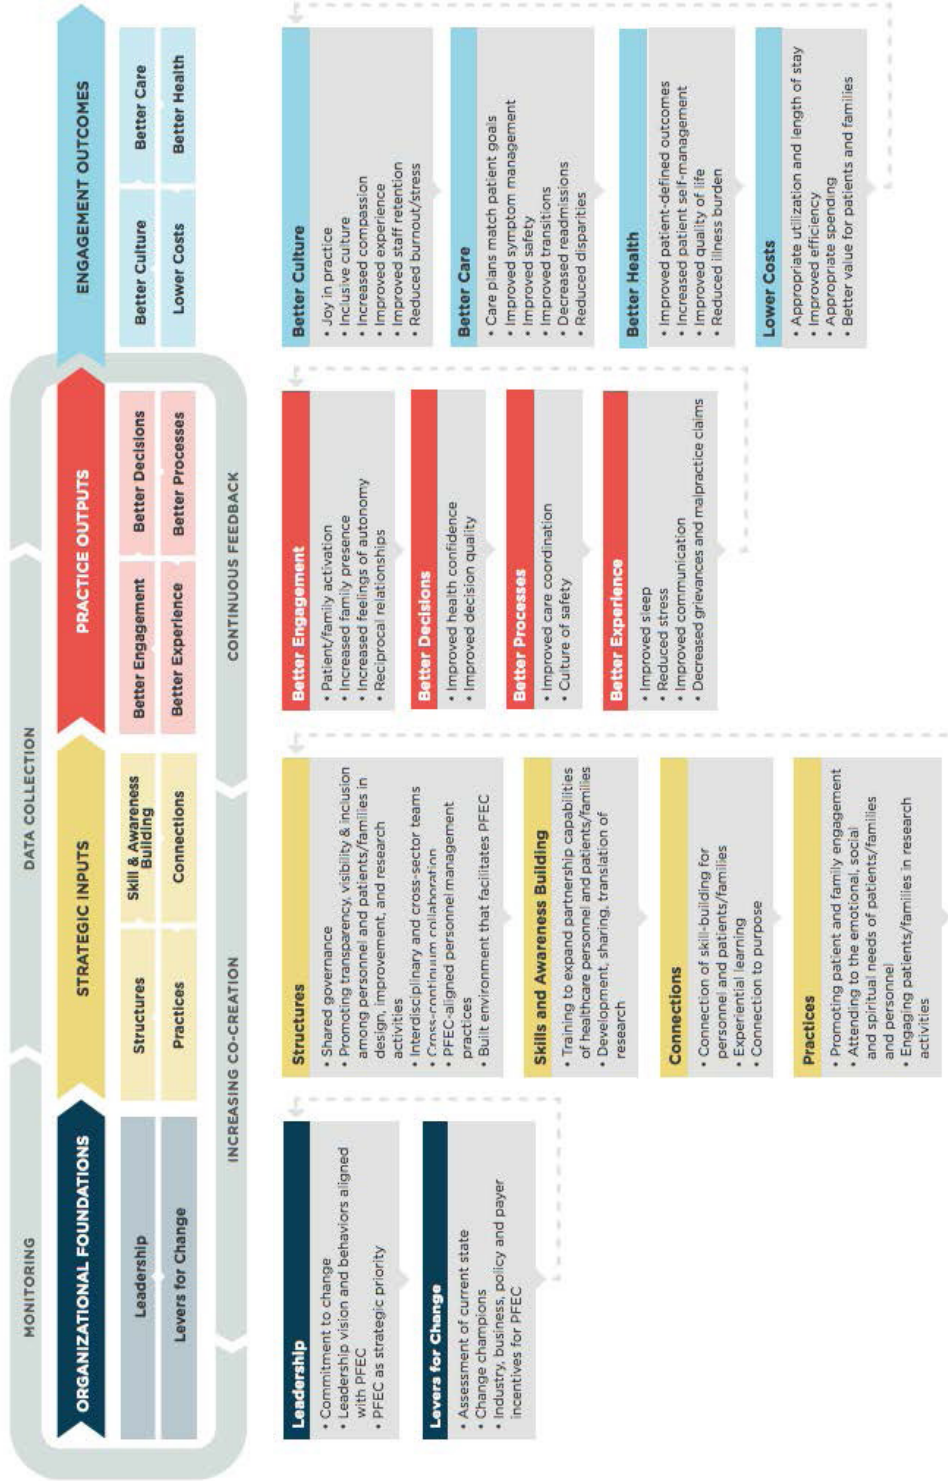 MONITORING
DATA COLLECTION
ORGANIZATIONAL FOUNDATIONS
STRATEGIC INPUTS
PRACTICE OUTPUTS
ENGAGEMENT OUTCOMES
Leadership
Levers for Change
Structures
Skill & Awareness
Building
Practices
Connections
Better Engagement
Better Decisions
Better Experience
Better Processes
Better Culture
Better Care
Lower Costs
Better Health
INCREASING CO-CREATION
CONTINUOUS FEEDBACK
Leadership
• Commitment to change
• Leadership vision and behaviors aligned
with PFEC
• PFEC as strategic priority
Levers for Change
• Assessment of current state
• Change champions
• Industry, business, policy and payer
incentives for PFEC
Structures
• Shared governance
• Promoting transparency, visibility & inclusion
among personnel and patients/families in
design, improvement, and research
activities
• Interdisciplinary and cross-sector teams
• Cross-continuum collaboration
• PFEC-aligned personnel management
practices
• Built environment that facilitates PFEC
Skills and Awareness Building
• Training to expand partnership capabilities
of healthcare personnel and patients/families
• Development, sharing, translation of
research
Connections
• Connection of skill-building for
personnel and patients/families
• Experiential learning
• Connection to purpose
Practices
• Promoting patient and family engagement
• Attending to the emotional, social
and spiritual needs of patients/families
and personnel
• Engaging patients/families in research
activities
Better Engagement
• Patient/family activation
• Increased family presence
• Increased feelings of autonomy
• Reciprocal relationships
Better Decisions
• Improved health confidence
• Improved decision quality
Better Processes
• Improved care coordination
• Culture of safety
Better Experience
• Improved sleep
• Reduced stress
• Improved communication
• Decreased grievances and malpractice claims
Better Culture
• Joy in practice
• Inclusive culture
• Increased compassion
• Improved experience
• Improved staff retention
• Reduced burnout/stress
Better Care
• Care plans match patient goals
• Improved symptom management
• Improved safety
• Improved transitions
• Decreased readmissions
• Reduced disparities
Better Health
• Improved patient-defined outcomes
• Increased patient self-management
• Improved quality of life
• Reduced illness burden
Lower Costs
• Appropriate utilization and length of stay
• Improved efficiency
• Appropriate spending
• Better value for patients and families